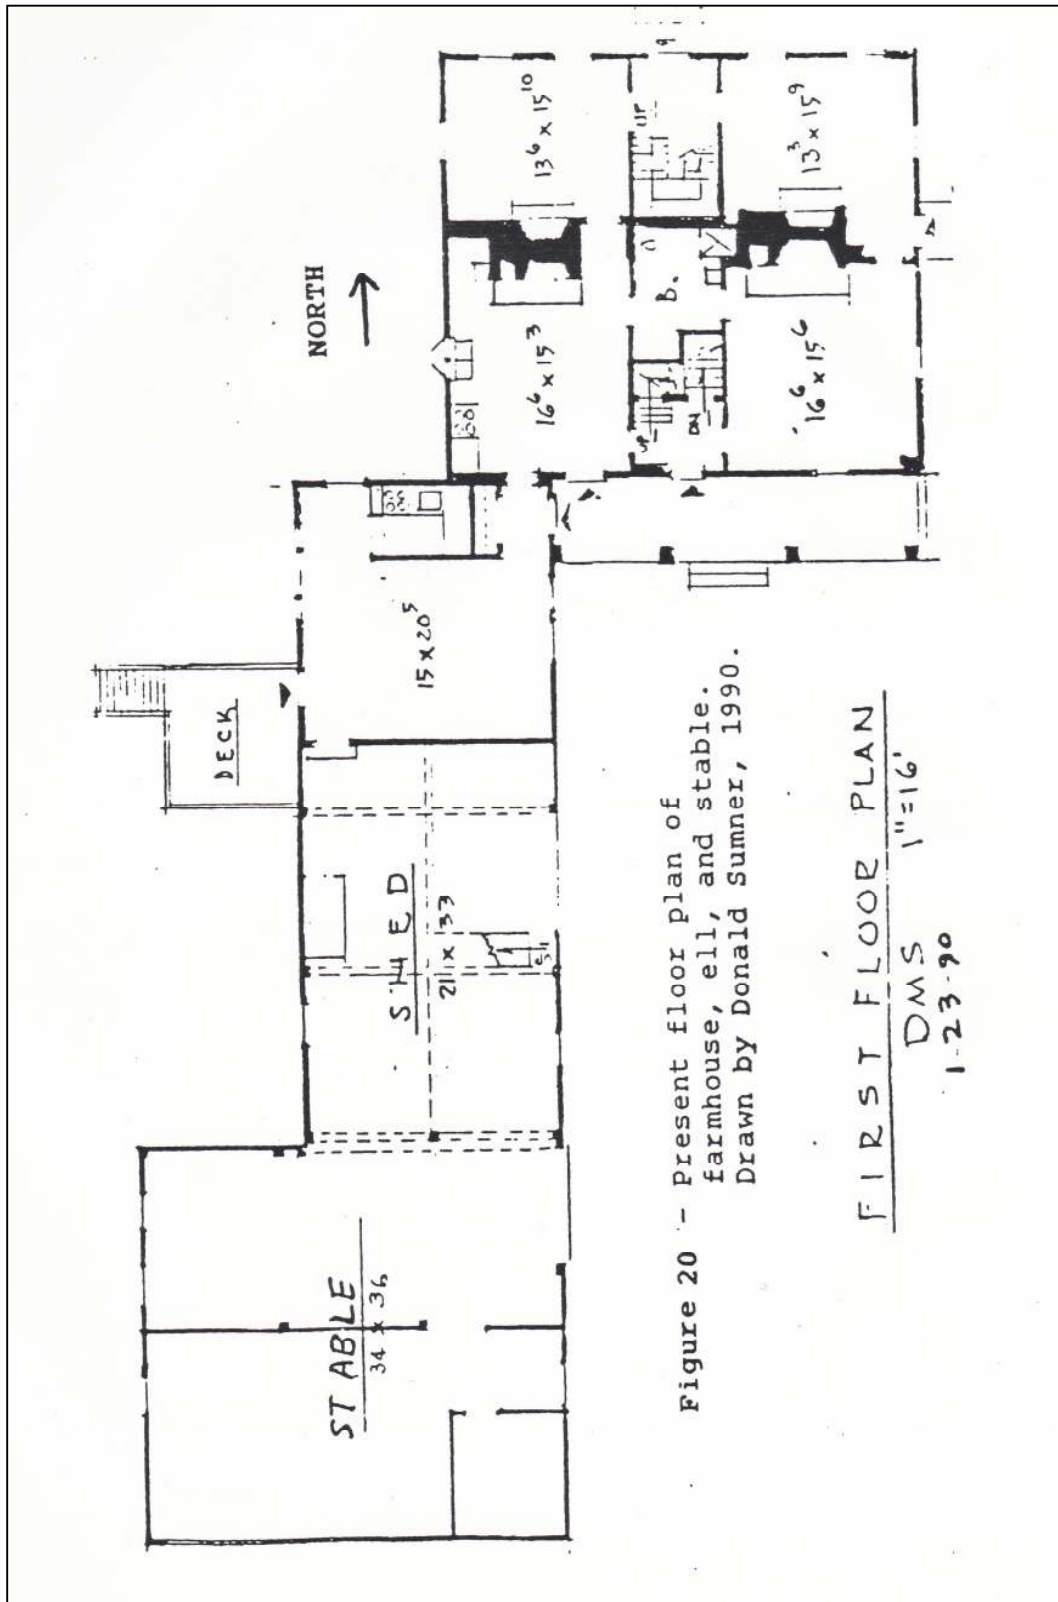 NORTH
13⁶ x 15¹⁰
13³ x 15⁹
UP
B.
16⁶ x 15³
16⁶ x 15⁶
UP
DN
15 x 20⁵
DECK
SHED
21 x 33
STABLE
34 x 36
Figure 20 - Present floor plan of
farmhouse, ell, and stable.
Drawn by Donald Sumner, 1990.
FIRST FLOOR PLAN
DMS 1"=16'
1-23-90